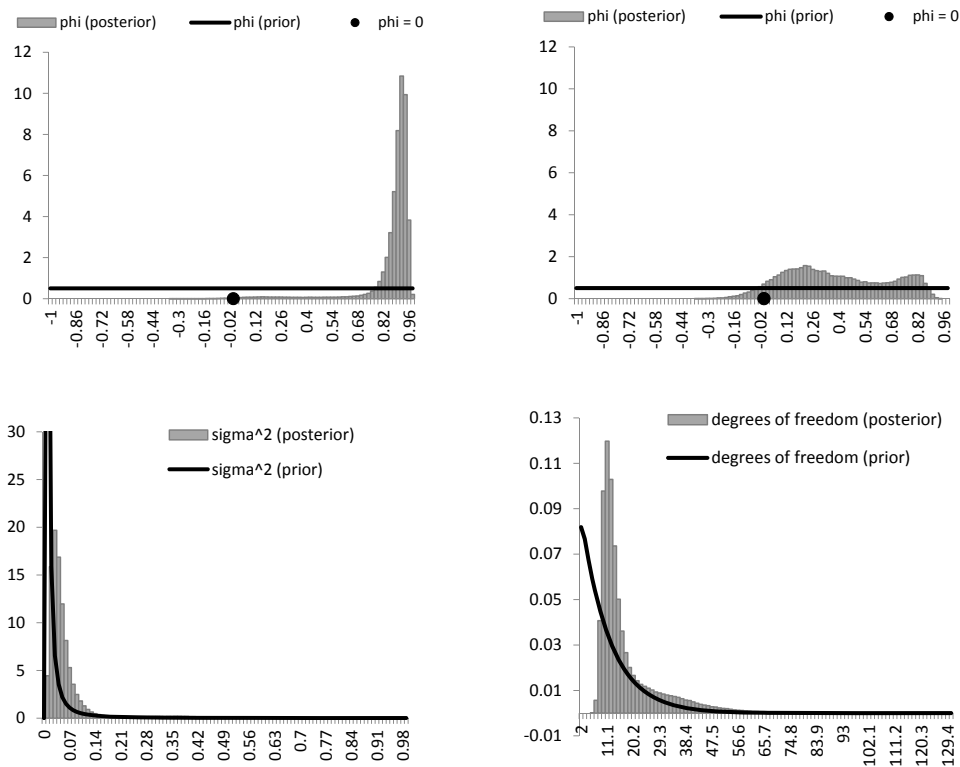 phi (posterior) phi (prior) phi = 0
12
10
8
6
4
2
0
-1 -0.86 -0.72 -0.58 -0.44 -0.3 -0.16 -0.02 0.12 0.26 0.4 0.54 0.68 0.82 0.96
phi (posterior) phi (prior) phi = 0
12
10
8
6
4
2
0
-1 -0.86 -0.72 -0.58 -0.44 -0.3 -0.16 -0.02 0.12 0.26 0.4 0.54 0.68 0.82 0.96
sigma^2 (posterior)
sigma^2 (prior)
30
25
20
15
10
5
0
0 0.07 0.14 0.21 0.28 0.35 0.42 0.49 0.56 0.63 0.7 0.77 0.84 0.91 0.98
degrees of freedom (posterior)
degrees of freedom (prior)
0.13
0.11
0.09
0.07
0.05
0.03
0.01
-0.01
2 11.1 20.2 29.3 38.4 47.5 56.6 65.7 74.8 83.9 93 102.1 111.2 120.3 129.4